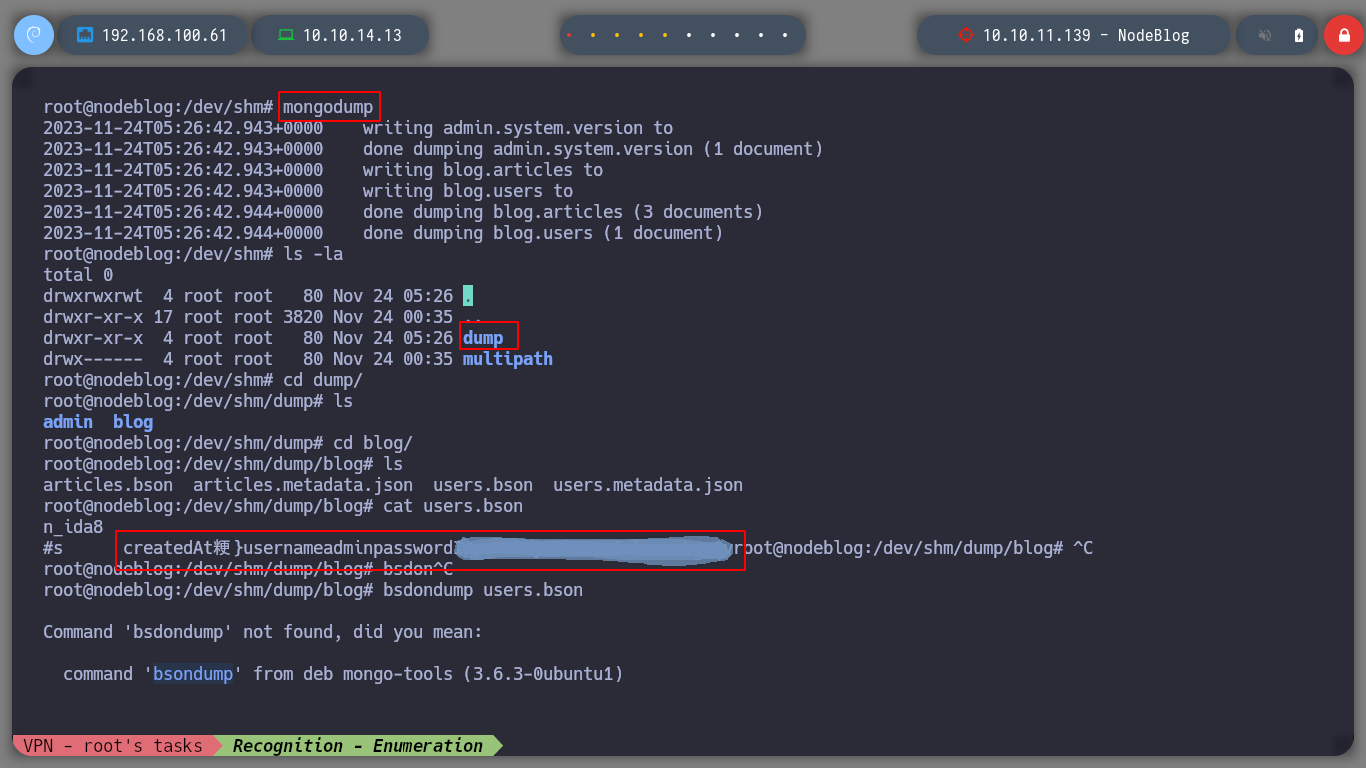 192.168.100.61 10.10.14.13 10.10.11.139 - NodeBlog
root@nodeblog:/dev/shm# mongodump
2023-11-24T05:26:42.943+0000    writing admin.system.version to
2023-11-24T05:26:42.943+0000    done dumping admin.system.version (1 document)
2023-11-24T05:26:42.943+0000    writing blog.articles to
2023-11-24T05:26:42.943+0000    writing blog.users to
2023-11-24T05:26:42.944+0000    done dumping blog.articles (3 documents)
2023-11-24T05:26:42.944+0000    done dumping blog.users (1 document)
root@nodeblog:/dev/shm# ls -la
total 0
drwxrwxrwt  4 root root   80 Nov 24 05:26 .
drwxr-xr-x 17 root root 3820 Nov 24 00:35 ..
drwxr-xr-x  4 root root   80 Nov 24 05:26 dump
drwx------  4 root root   80 Nov 24 00:35 multipath
root@nodeblog:/dev/shm# cd dump/
root@nodeblog:/dev/shm/dump# ls
admin  blog
root@nodeblog:/dev/shm/dump# cd blog/
root@nodeblog:/dev/shm/dump/blog# ls
articles.bson  articles.metadata.json  users.bson  users.metadata.json
root@nodeblog:/dev/shm/dump/blog# cat users.bson
n_ida8
#s      createdAt粳}usernameadminpassword root@nodeblog:/dev/shm/dump/blog# ^C
root@nodeblog:/dev/shm/dump/blog# bsdon^C
root@nodeblog:/dev/shm/dump/blog# bsdondump users.bson
Command 'bsdondump' not found, did you mean:
  command 'bsondump' from deb mongo-tools (3.6.3-0ubuntu1)
VPN - root's tasks Recognition - Enumeration